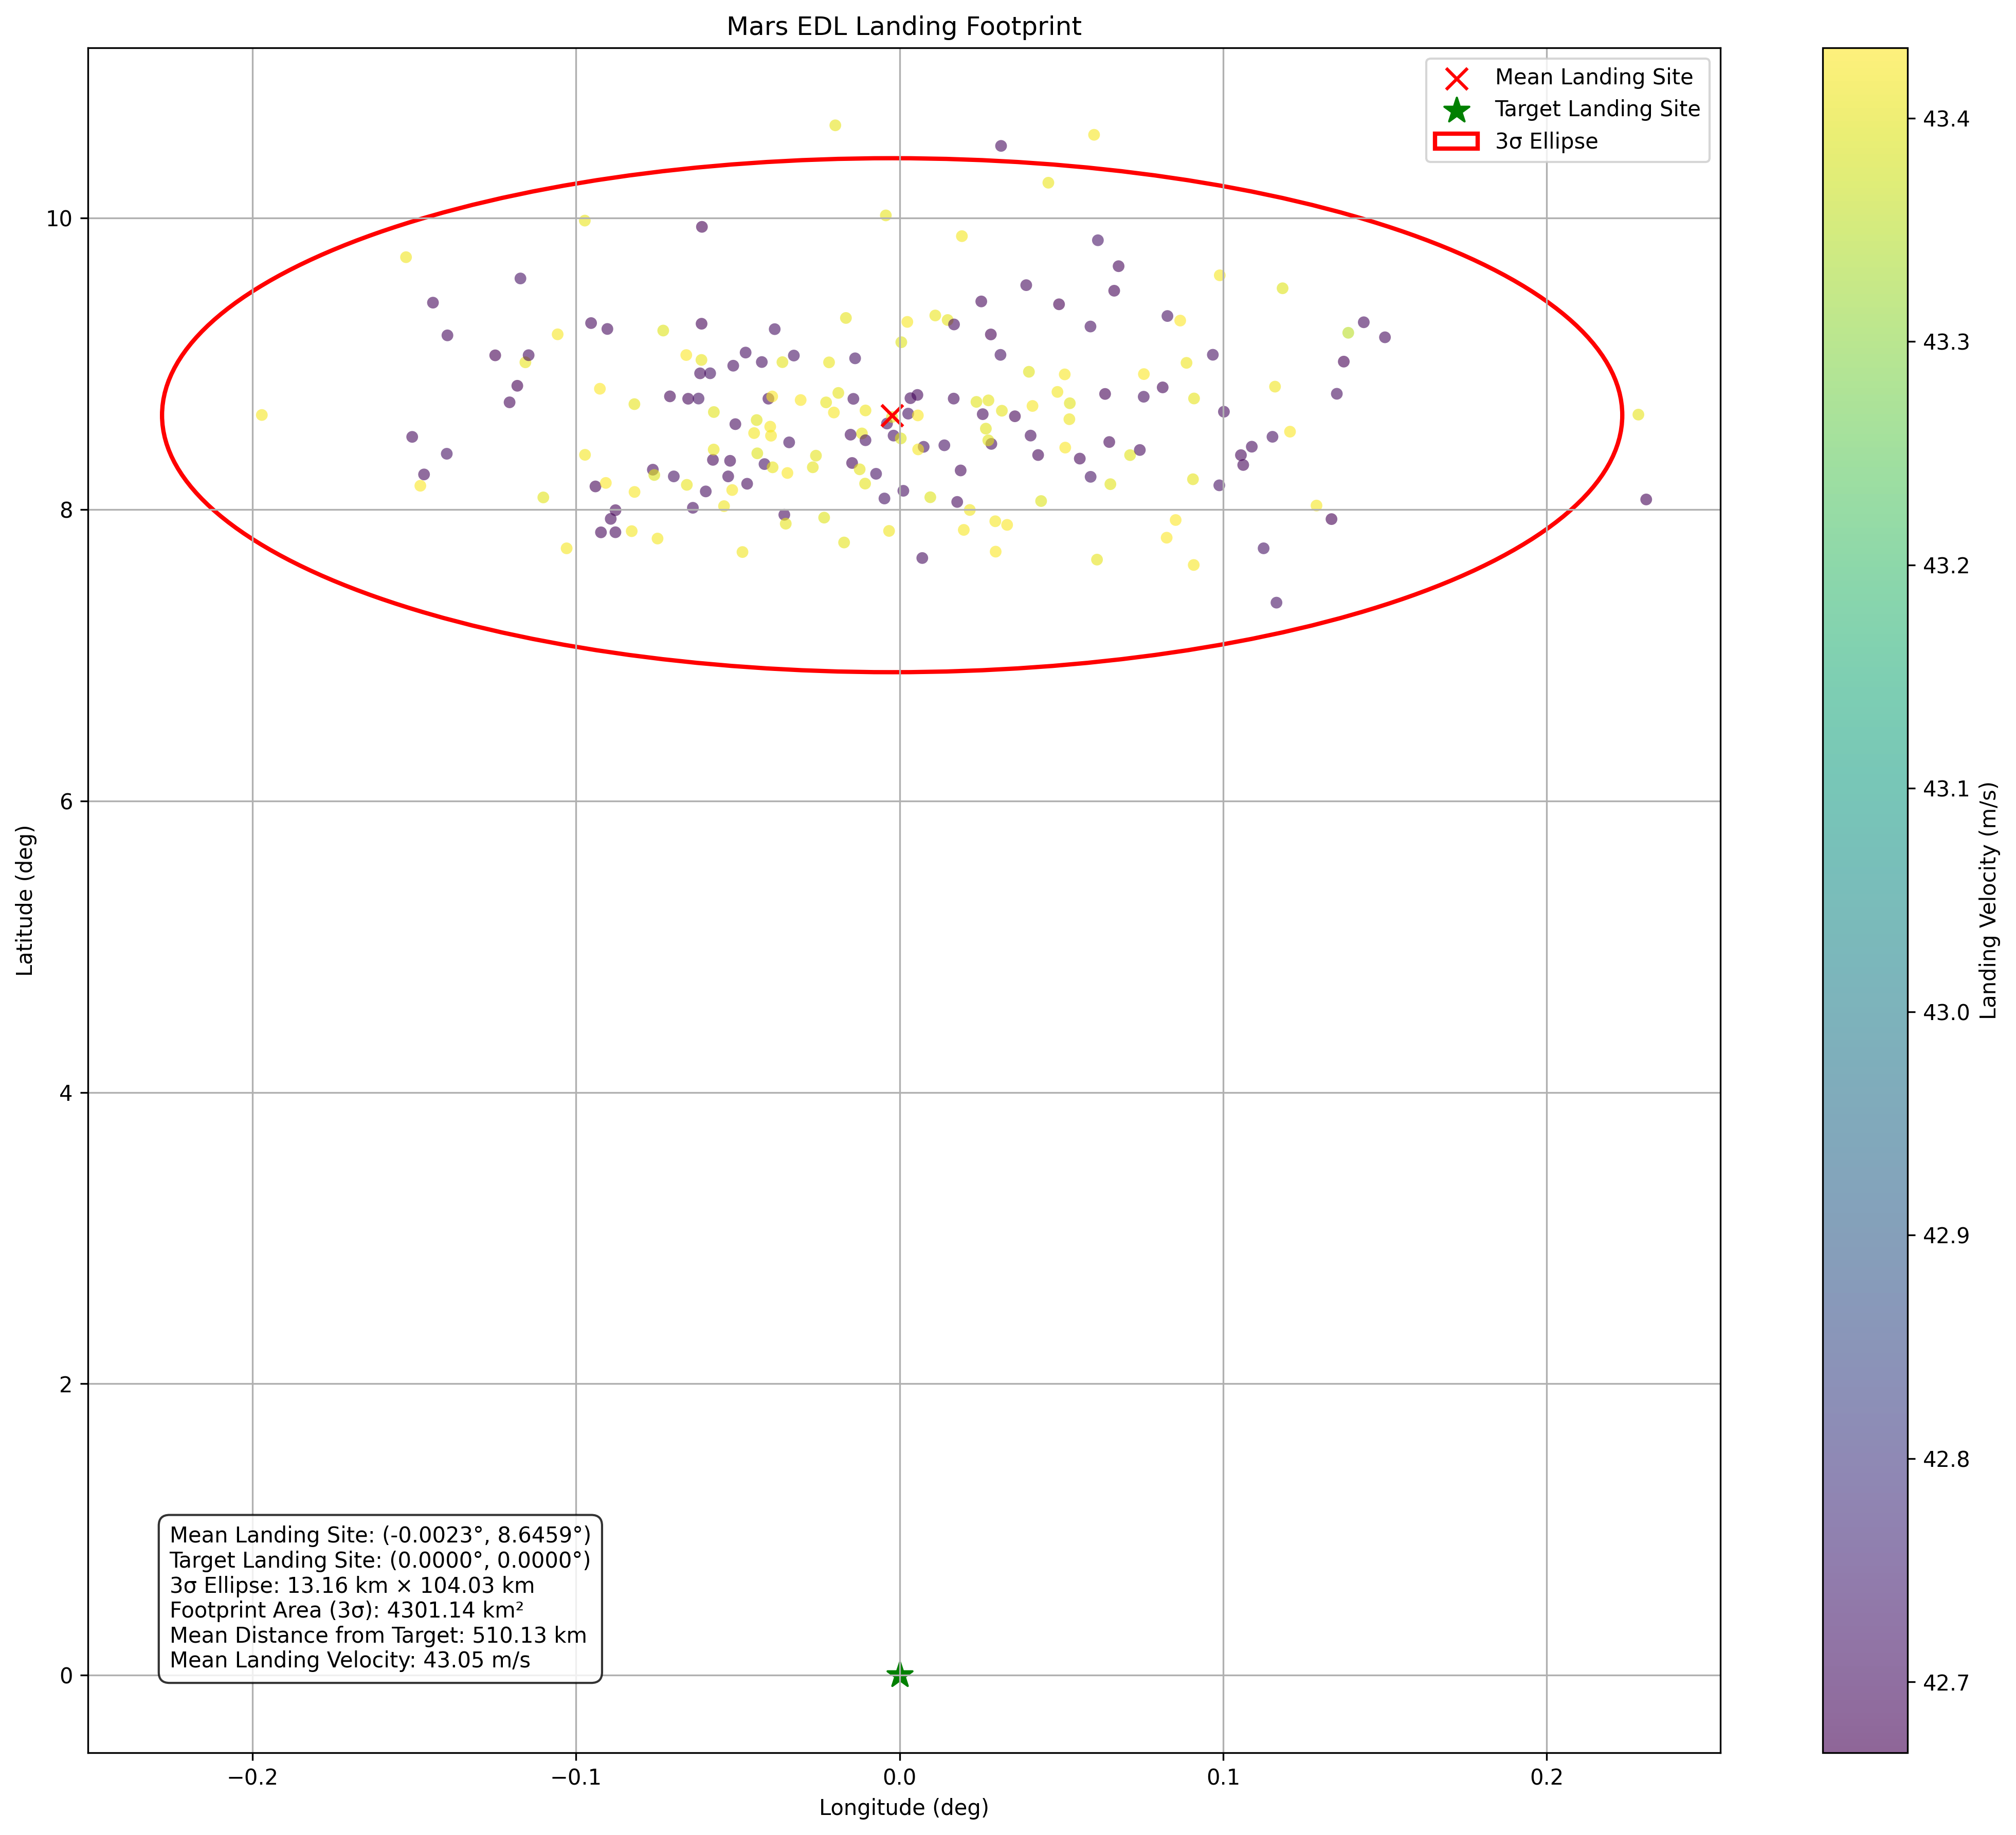 Mars EDL Landing Footprint
Mean Landing Site
Target Landing Site
3σ Ellipse
10
8
6
4
2
0
Latitude (deg)
−0.2
−0.1
0.0
0.1
0.2
Longitude (deg)
Mean Landing Site: (-0.0023°, 8.6459°)
Target Landing Site: (0.0000°, 0.0000°)
3σ Ellipse: 13.16 km × 104.03 km
Footprint Area (3σ): 4301.14 km²
Mean Distance from Target: 510.13 km
Mean Landing Velocity: 43.05 m/s
43.4
43.3
43.2
43.1
43.0
42.9
42.8
42.7
Landing Velocity (m/s)